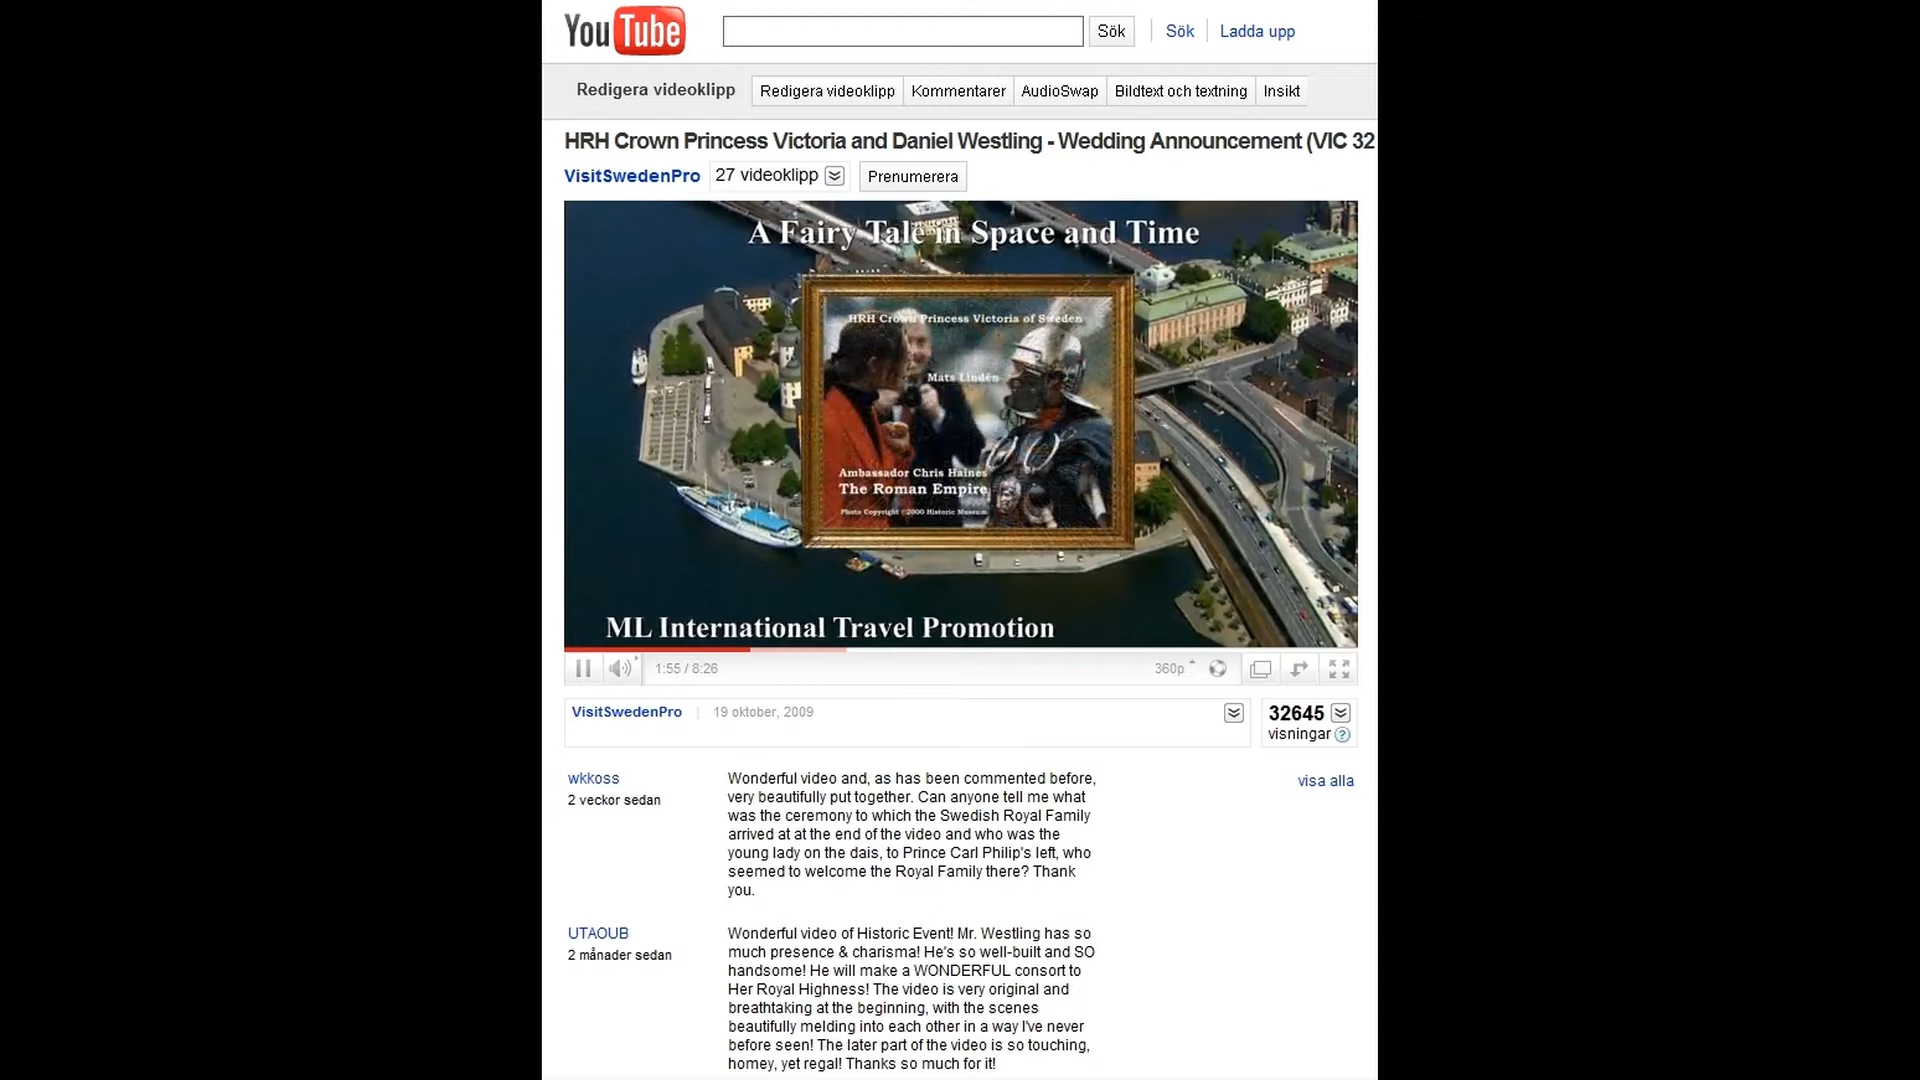 YouTube
Sök
Sök
Ladda upp
Redigera videoklipp
Redigera videoklipp
Kommentarer
AudioSwap
Bildtext och textning
Insikt
HRH Crown Princess Victoria and Daniel Westling - Wedding Announcement (VIC 32
VisitSwedenPro
27 videoklipp
Prenumerera
A Fairy Tale in Space and Time
HRH Crown Princess Victoria of Sweden
Mats Lindën
Ambassador Chris Haines
The Roman Empire
Photo Copyright ©2000 Historic Museum
ML International Travel Promotion
1:55 / 8:26
360p
VisitSwedenPro
19 oktober, 2009
32645
visningar ?
wkkoss
2 veckor sedan
Wonderful video and, as has been commented before,
very beautifully put together. Can anyone tell me what
was the ceremony to which the Swedish Royal Family
arrived at at the end of the video and who was the
young lady on the dais, to Prince Carl Philip's left, who
seemed to welcome the Royal Family there? Thank
you.
visa alla
UTAOUB
2 månader sedan
Wonderful video of Historic Event! Mr. Westling has so
much presence & charisma! He's so well-built and SO
handsome! He will make a WONDERFUL consort to
Her Royal Highness! The video is very original and
breathtaking at the beginning, with the scenes
beautifully melding into each other in a way I've never
before seen! The later part of the video is so touching,
homey, yet regal! Thanks so much for it!